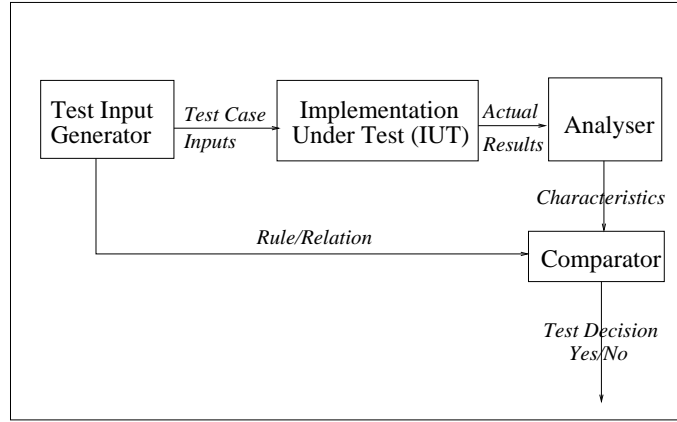 Test Input
Generator
Test Case
Inputs
Implementation
Under Test (IUT)
Actual
Results
Analyser
Characteristics
Rule/Relation
Comparator
Test Decision
Yes/No